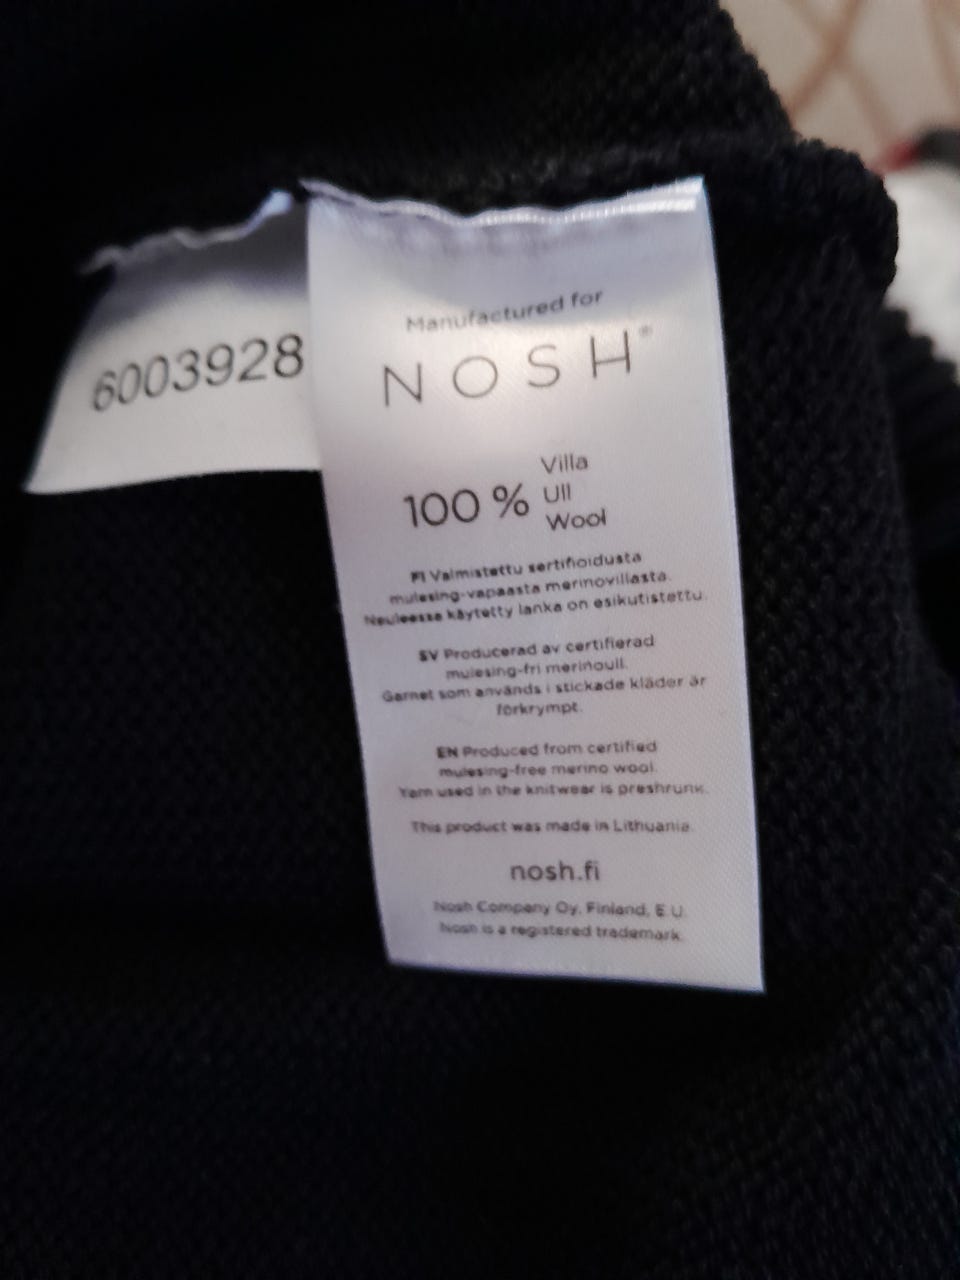 6003928
Manufactured for
NOSH®
100 % Villa
Ull
Wool
FI Valmistettu sertifioidusta
mulesing-vapaasta merinovillasta.
Neuleessa käytetty lanka on esikutistettu.
SV Producerad av certifierad
mulesing-fri merinoull.
Garnet som används i stickade kläder är
förkrympt.
EN Produced from certified
mulesing-free merino wool.
Yarn used in the knitwear is preshrunk.
This product was made in Lithuania.
nosh.fi
Nosh Company Oy, Finland, E.U.
Nosh is a registered trademark.